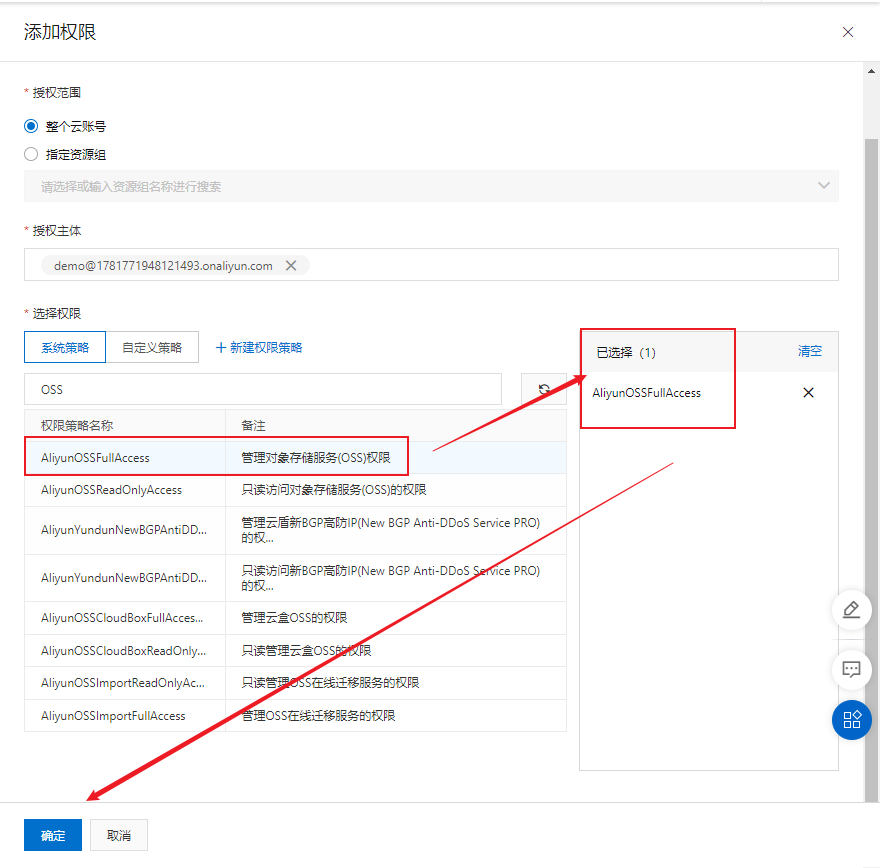 添加权限
* 授权范围
整个云账号
指定资源组
请选择或输入资源组名称进行搜索
* 授权主体
demo@1781771948121493.onaliyun.com
* 选择权限
系统策略 自定义策略 + 新建权限策略
已选择（1） 清空
OSS
AliyunOSSFullAccess
权限策略名称 备注
AliyunOSSFullAccess 管理对象存储服务(OSS)权限
AliyunOSSReadOnlyAccess 只读访问对象存储服务(OSS)的权限
AliyunYundunNewBGPAntiDD... 管理云盾新BGP高防IP(New BGP Anti-DDoS Service PRO)
的权...
AliyunYundunNewBGPAntiDD... 只读访问新BGP高防IP(New BGP Anti-DDoS Service PRO)
的权...
AliyunOSSCloudBoxFullAcces... 管理云盒OSS的权限
AliyunOSSCloudBoxReadOnly... 只读管理云盒OSS的权限
AliyunOSSImportReadOnlyAc... 只读管理OSS在线迁移服务的权限
AliyunOSSImportFullAccess 管理OSS在线迁移服务的权限
确定 取消